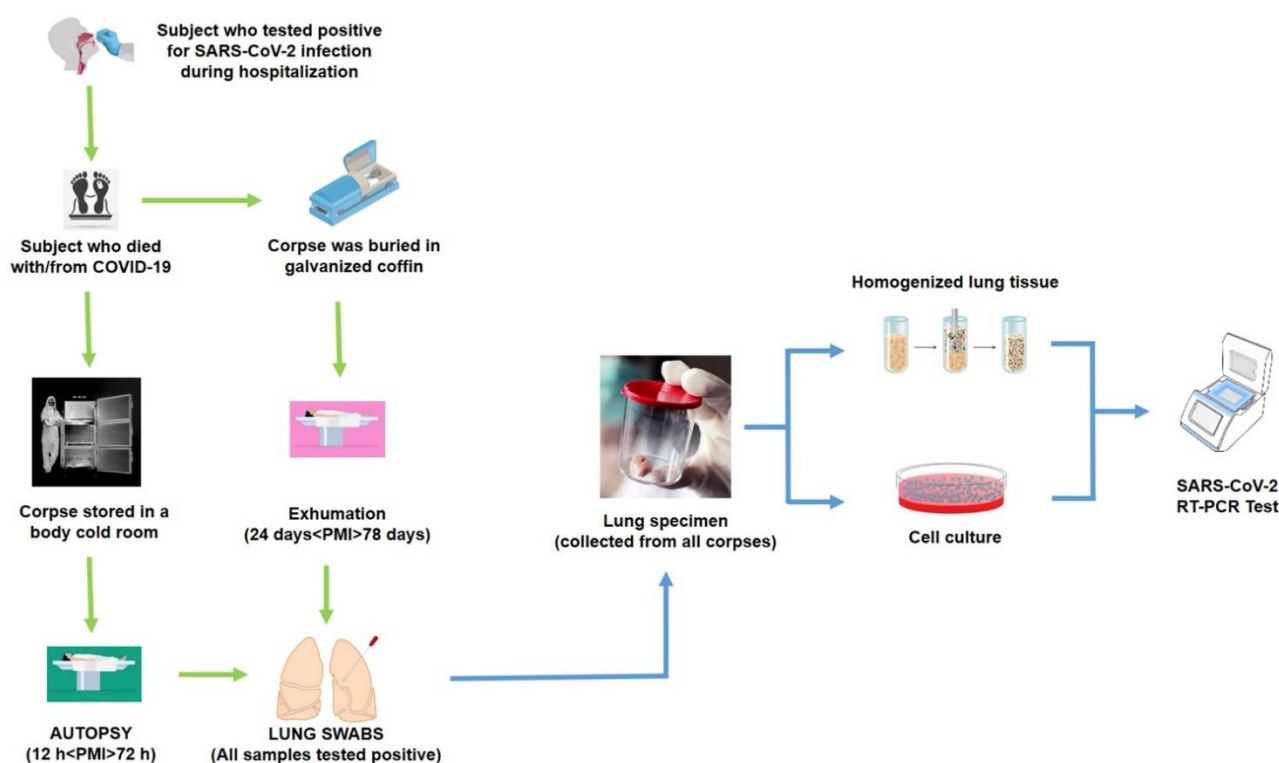 Subject who tested positive
for SARS-CoV-2 infection
during hospitalization
Subject who died
with/from COVID-19
Corpse was buried in
galvanized coffin
Corpse stored in a
body cold room
Exhumation
(24 days<PMI>78 days)
AUTOPSY
(12 h<PMI>72 h)
LUNG SWABS
(All samples tested positive)
Lung specimen
(collected from all corpses)
Homogenized lung tissue
Cell culture
SARS-CoV-2
RT-PCR Test